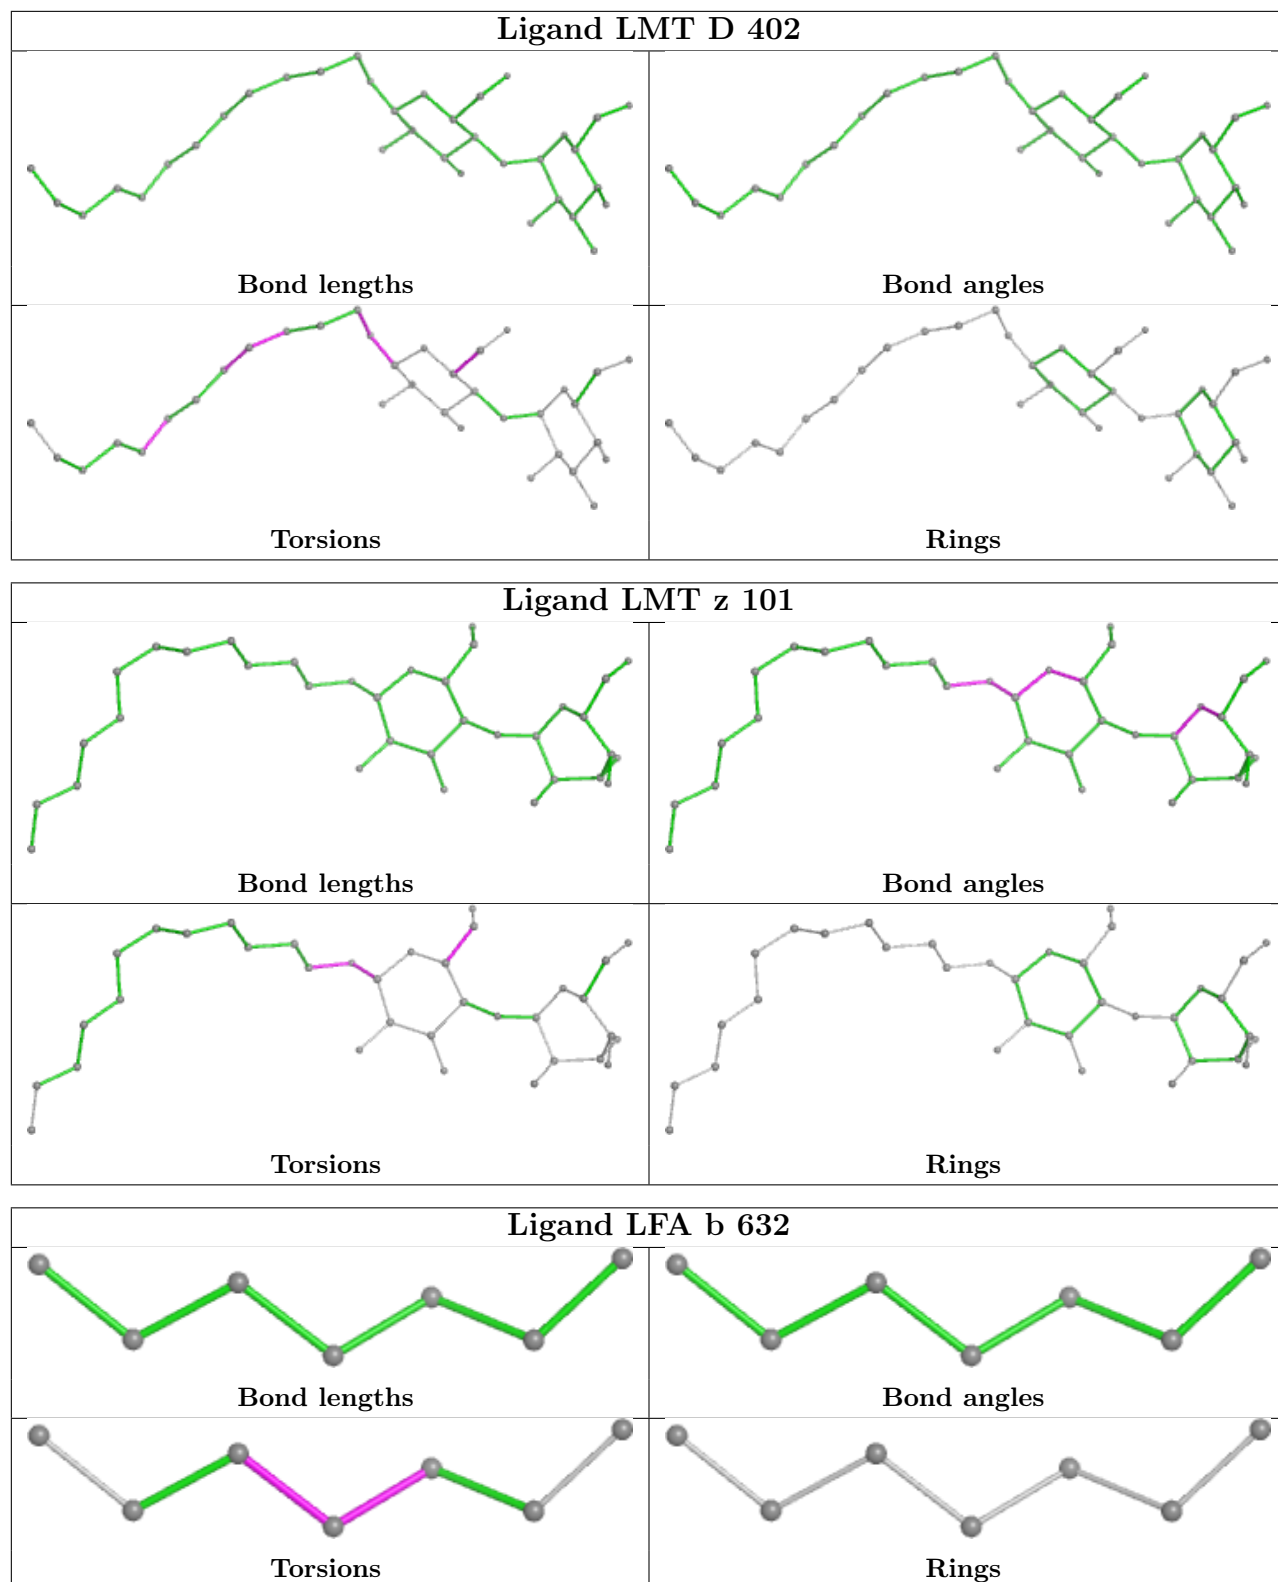 Ligand LMT D 402
Bond lengths
Bond angles
Torsions
Rings
Ligand LMT z 101
Bond lengths
Bond angles
Torsions
Rings
Ligand LFA b 632
Bond lengths
Bond angles
Torsions
Rings